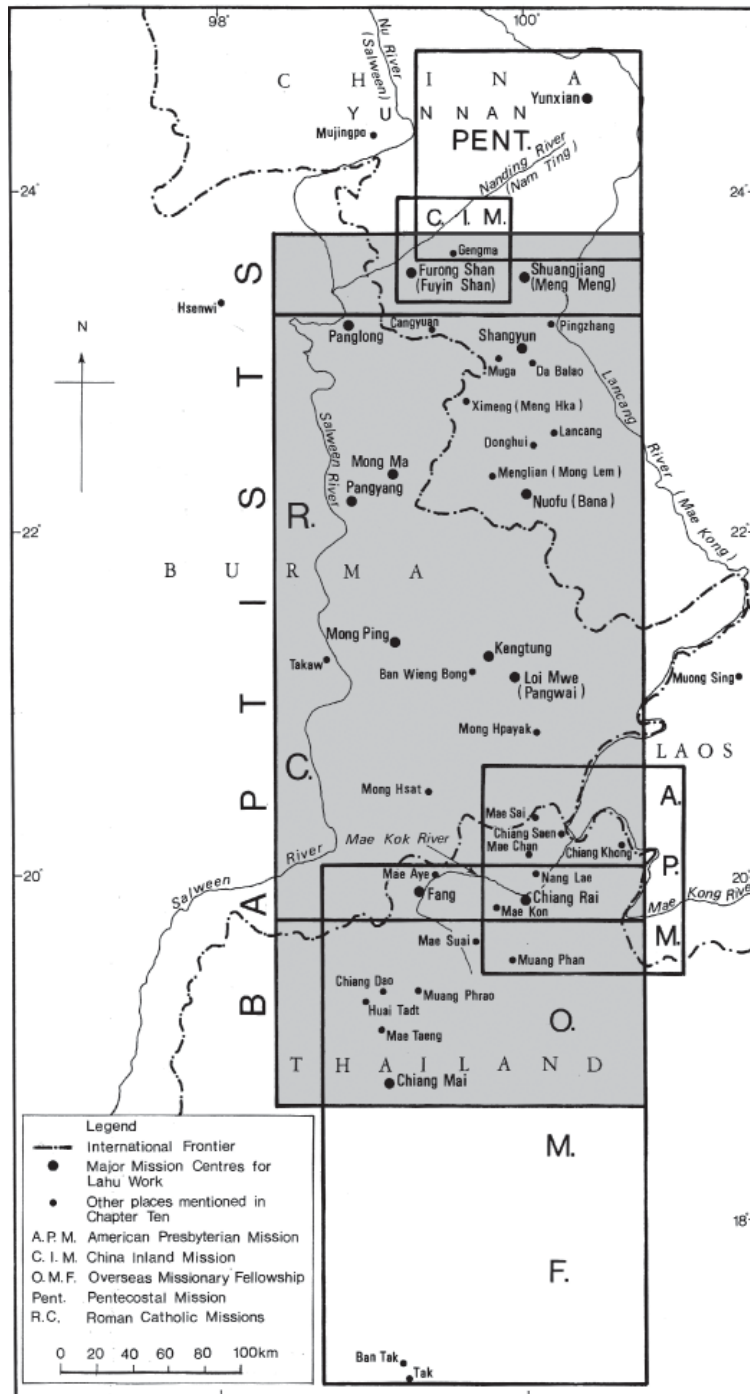 98°
100°
Nu River
(Salween)
C H I N A
Y U N N A N
Yunxian
Mujingpo
PENT.
Nanding River
(Nam Ting)
24°
24°
C. I. M.
Gengma
Furong Shan
(Fuyin Shan)
Shuangjiang
(Meng Meng)
Hsenwi
N
Panglong
Cangyuan
Pingzhang
Shangyun
Muga
Da Balao
Ximeng (Meng Hka)
Lancang
Donghui
Lancang River (Mae Kong)
Salween River
Mong Ma
Menglian (Mong Lem)
Pangyang
Nuofu (Bana)
R.
22°
22°
B U R M A
Mong Ping
Kengtung
Takaw
Ban Wieng Bong
Loi Mwe
(Pangwai)
Muong Sing
Mong Hpayak
LAOS
C.
Mong Hsat
A.
Mae Sai
Chiang Saen
Mae Kok River
Mae Chan
Chiang Khong
Salween River
20°
20°
P.
Mae Aye
Nang Lae
Fang
Chiang Rai
Mae Kong River
Mae Kon
M.
Mae Suai
Muang Phan
Chiang Dao
Muang Phrao
Huai Tadt
O.
Mae Taeng
T H A I L A N D
Chiang Mai
B A P T I S T S
M.
18°
F.
Ban Tak
Tak
Legend
International Frontier
Major Mission Centres for
Lahu Work
Other places mentioned in
Chapter Ten
A.P.M. American Presbyterian Mission
C.I.M. China Inland Mission
O.M.F. Overseas Missionary Fellowship
Pent. Pentecostal Mission
R.C. Roman Catholic Missions
0 20 40 60 80 100km